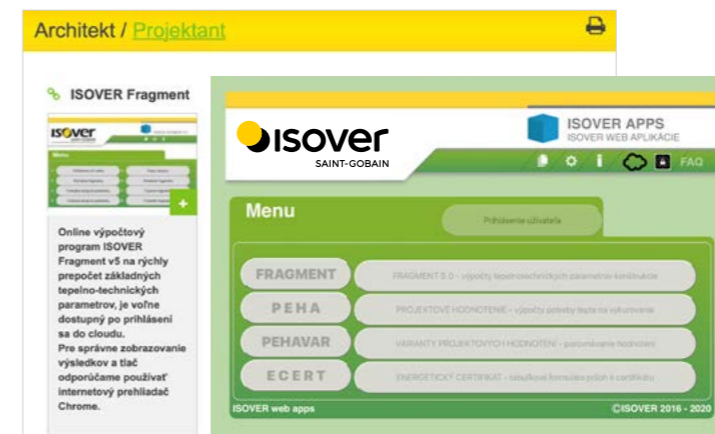 Architekt / Projektant
ISOVER Fragment
isover
Menu
Online výpočtový
program ISOVER
Fragment v5 na rýchly
prepočet základných
tepelno-technických
parametrov, je voľne
dostupný po prihlásení
sa do cloudu.
Pre správne zobrazovanie
výsledkov a tlač
odporúčame používať
internetový prehliadač
Chrome.
isover
SAINT-GOBAIN
ISOVER APPS
ISOVER WEB APLIKÁCIE
FAQ
Menu
Prihlásenie užívateľa
FRAGMENT
FRAGMENT 5.0 - výpočty tepelnotechnických parametrov konštrukcie
PEHA
PROJEKTOVÉ HODNOTENIE - výpočty potreby tepla na vykurovanie
PEHAVAR
VARIANTY PROJEKTOVÝCH HODNOTENÍ - porovnávanie hodnotení
ECERT
ENERGETICKÝ CERTIFIKÁT - tabuľkové formuláre príloh k certifikátu
ISOVER web apps
©ISOVER 2016 - 2020